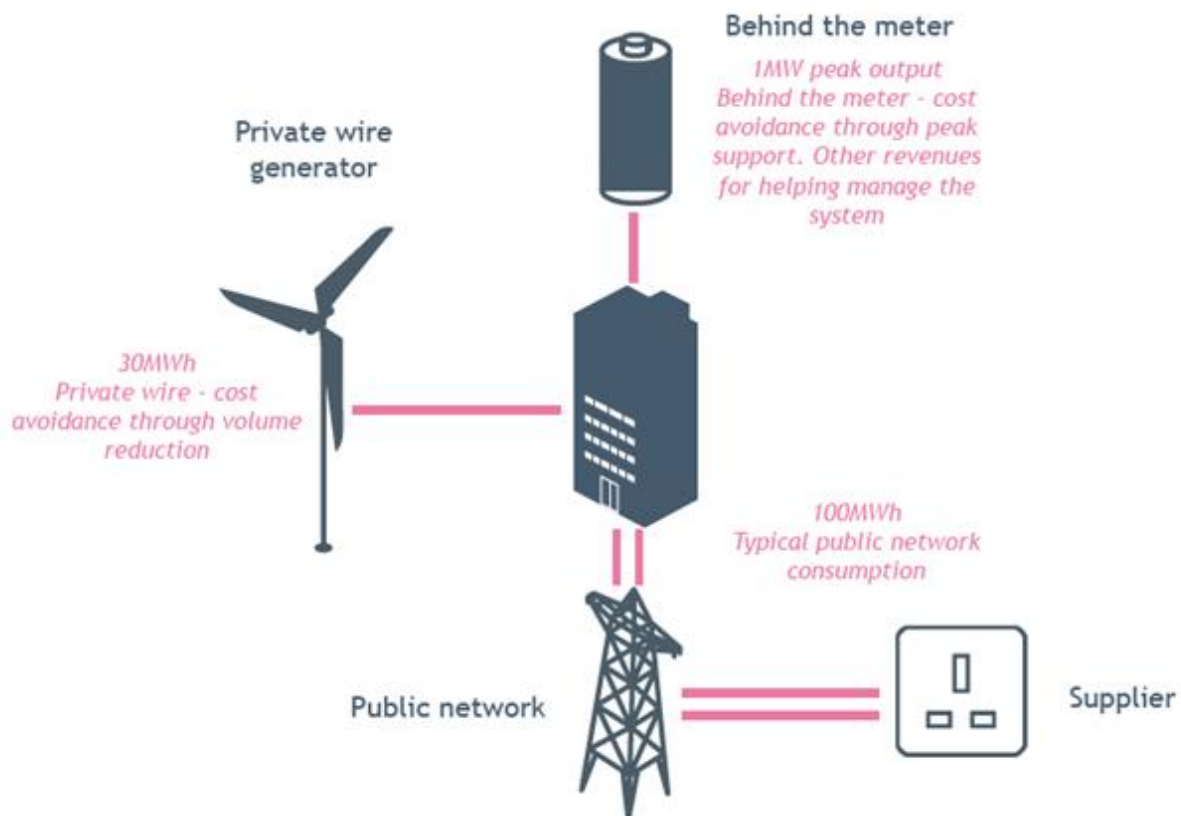 Behind the meter
1MW peak output
Behind the meter - cost
avoidance through peak
support. Other revenues
for helping manage the
system
Private wire
generator
30MWh
Private wire - cost
avoidance through volume
reduction
100MWh
Typical public network
consumption
Public network
Supplier